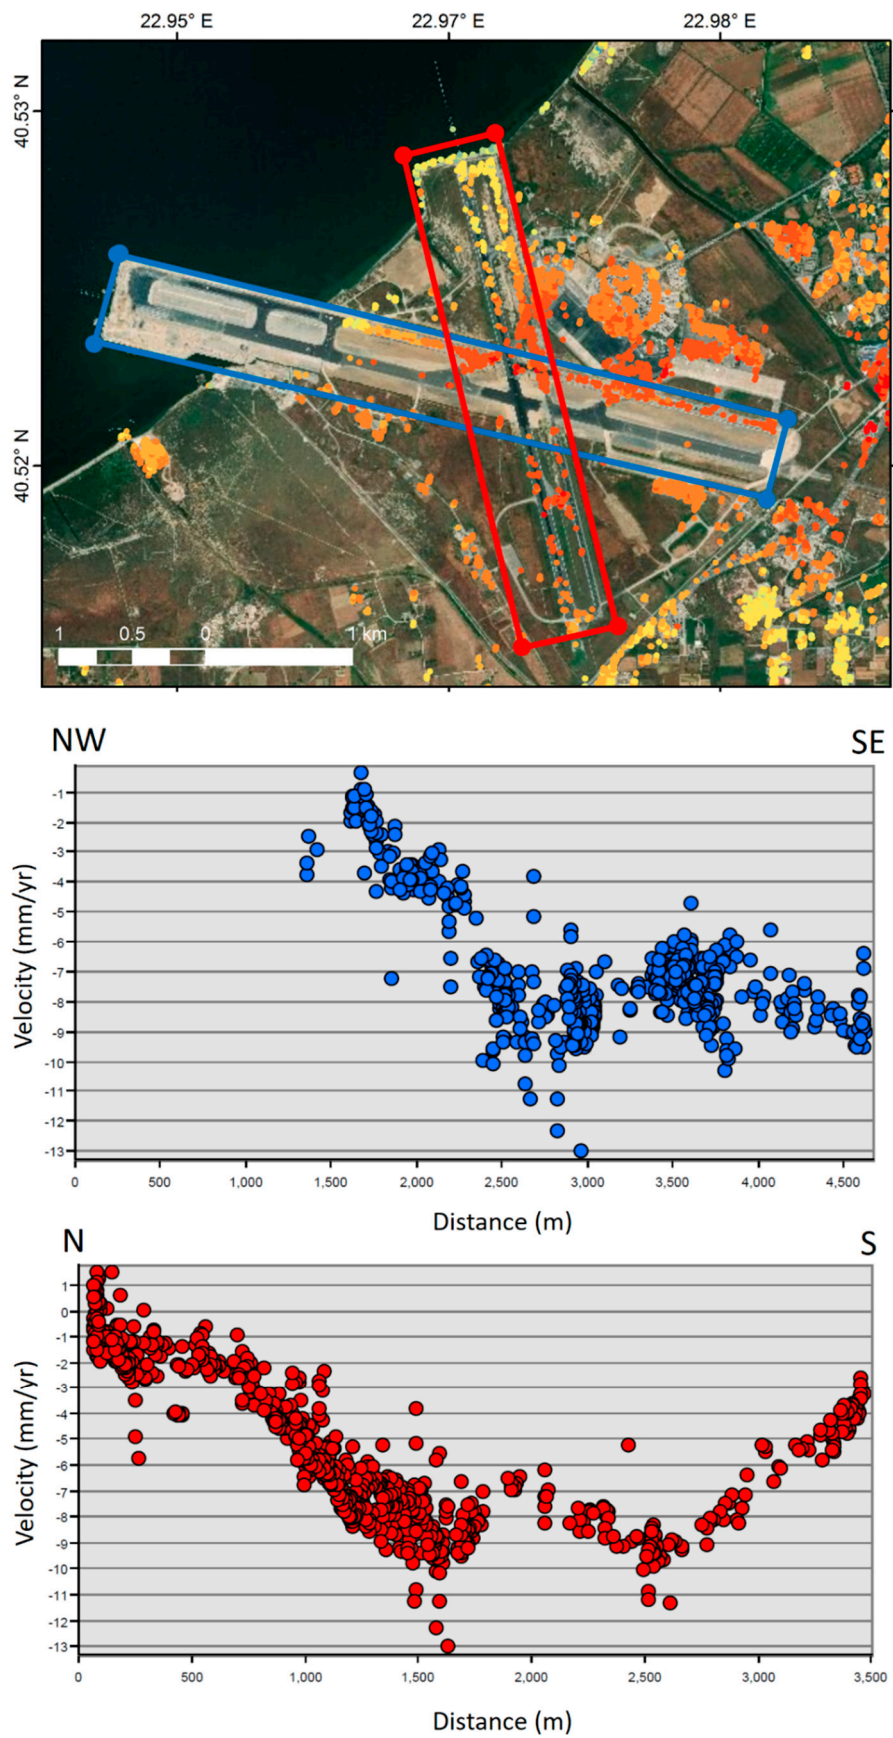 22.95° E 22.97° E 22.98° E
40.53° N
40.52° N
1 0.5 0 1 km
NW SE
Velocity (mm/yr)
-1
-2
-3
-4
-5
-6
-7
-8
-9
-10
-11
-12
-13
0 500 1,000 1,500 2,000 2,500 3,000 3,500 4,000 4,500
Distance (m)
N S
Velocity (mm/yr)
1
0
-1
-2
-3
-4
-5
-6
-7
-8
-9
-10
-11
-12
-13
0 500 1,000 1,500 2,000 2,500 3,000 3,500
Distance (m)